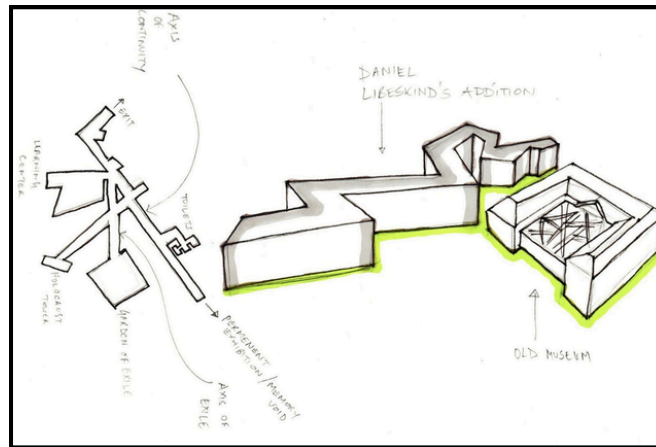 AXIS
OF
CONTINUITY
EXIT
LEARNING
CENTER
TOILETS
HOLOCAUST
TOWER
GARDEN OF EXILE
AXIS OF
EXILE
PERMENENT
EXHIBITION / MEMORY
VOID
DANIEL
LIBESKIND'S ADDITION
OLD MUSEUM